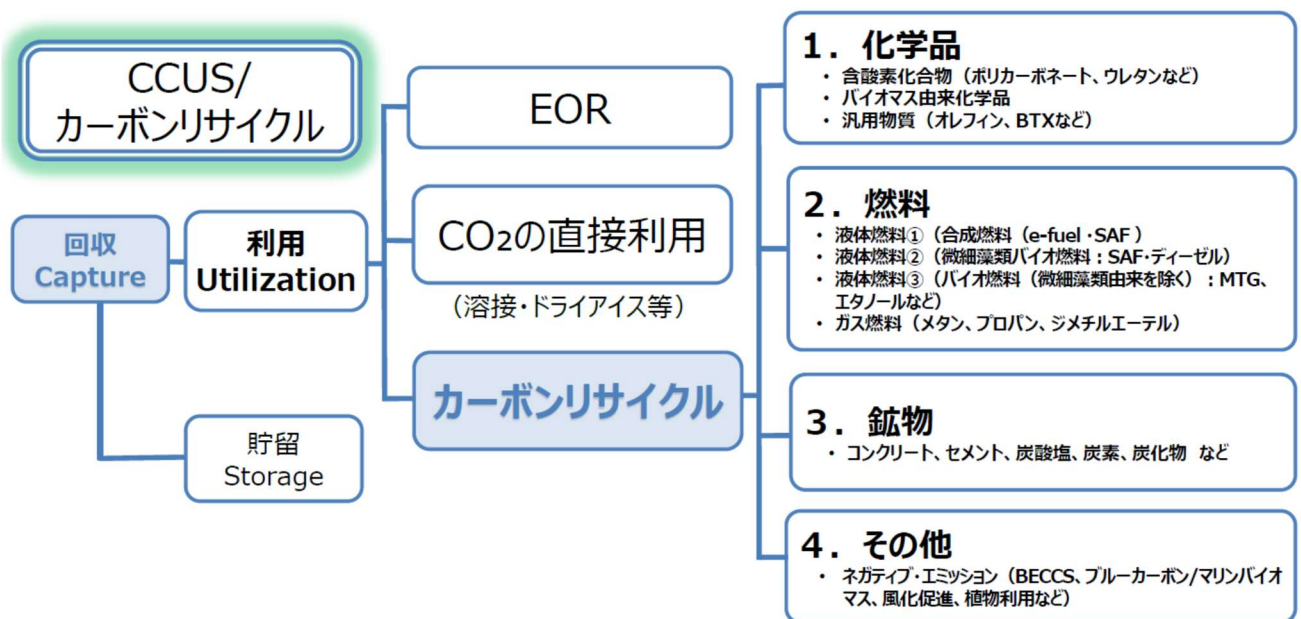 CCUS/
カーボンリサイクル
回収
Capture
利用
Utilization
貯留
Storage
EOR
CO₂の直接利用
（溶接・ドライアイス等）
カーボンリサイクル
１．化学品
・ 含酸素化合物（ポリカーボネート、ウレタンなど）
・ バイオマス由来化学品
・ 汎用物質（オレフィン、BTXなど）
２．燃料
・ 液体燃料①（合成燃料（e-fuel・SAF）
・ 液体燃料②（微細藻類バイオ燃料：SAF・ディーゼル）
・ 液体燃料③（バイオ燃料（微細藻類由来を除く）：MTG、
エタノールなど）
・ ガス燃料（メタン、プロパン、ジメチルエーテル）
３．鉱物
・ コンクリート、セメント、炭酸塩、炭素、炭化物 など
４．その他
・ ネガティブ・エミッション（BECCS、ブルーカーボン/マリンバイオ
マス、風化促進、植物利用など）